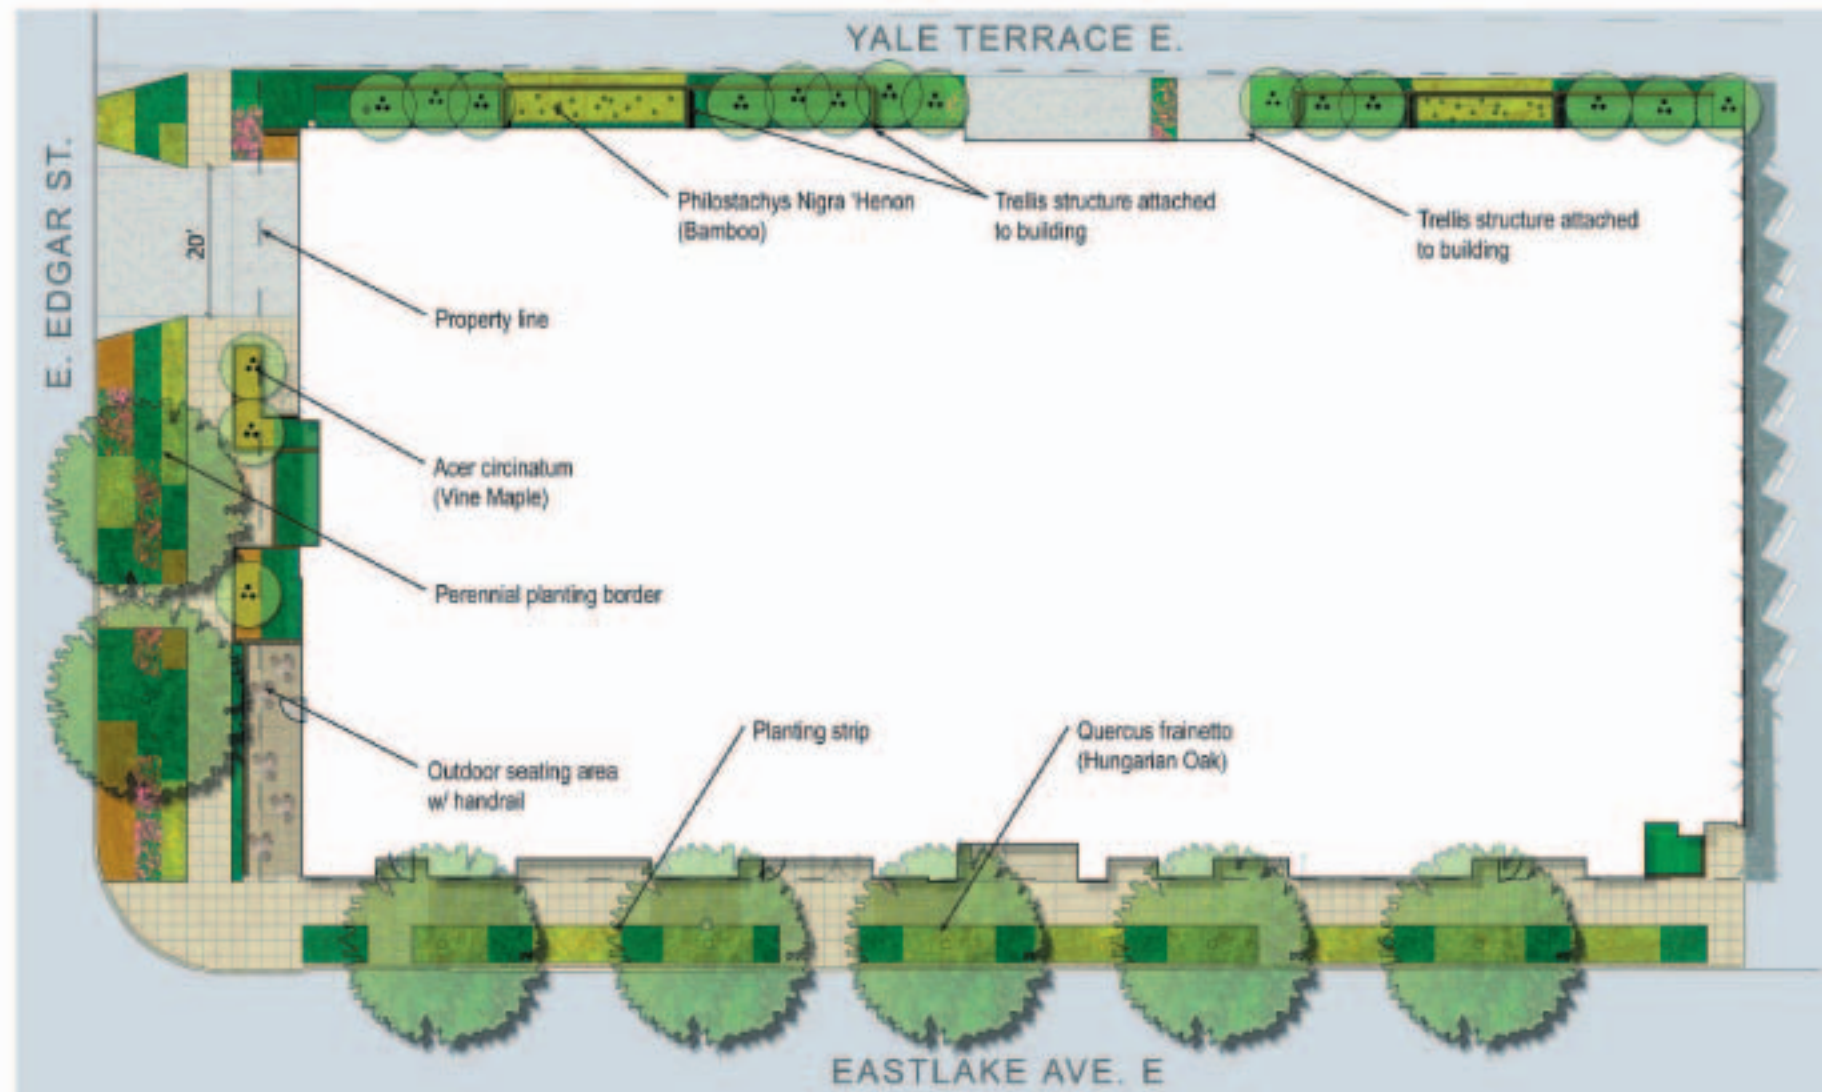 YALE TERRACE E.
E. EDGAR ST.
20'
Philostachys Nigra 'Henon
(Bamboo)
Trellis structure attached
to building
Trellis structure attached
to building
Property line
Acer circinatum
(Vine Maple)
Perennial planting border
Outdoor seating area
w/ handrail
Planting strip
Quercus frainetto
(Hungarian Oak)
EASTLAKE AVE. E